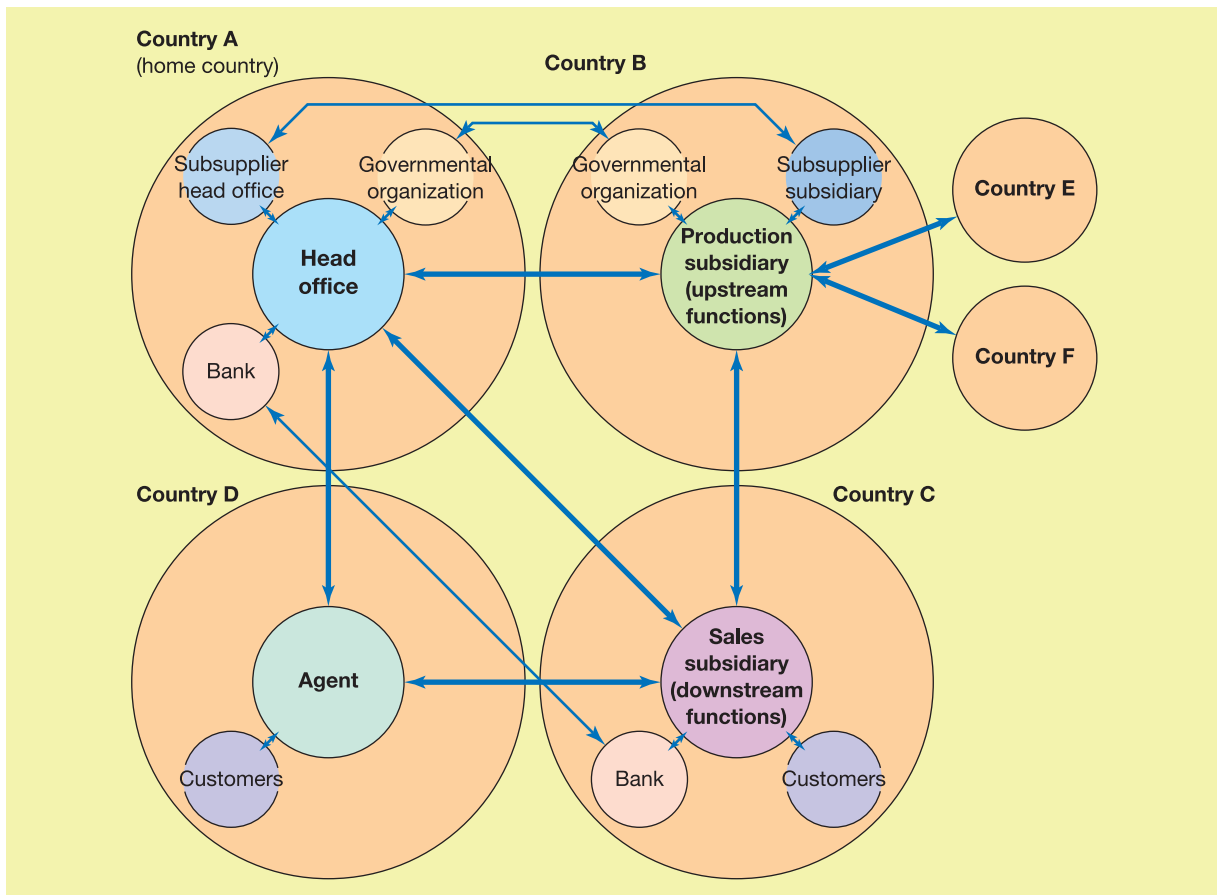 Country A
(home country)
Country B
Subsupplier
head office
Governmental
organization
Governmental
organization
Subsupplier
subsidiary
Country E
Head
office
Production
subsidiary
(upstream
functions)
Country F
Bank
Country D
Country C
Agent
Sales
subsidiary
(downstream
functions)
Customers
Bank
Customers